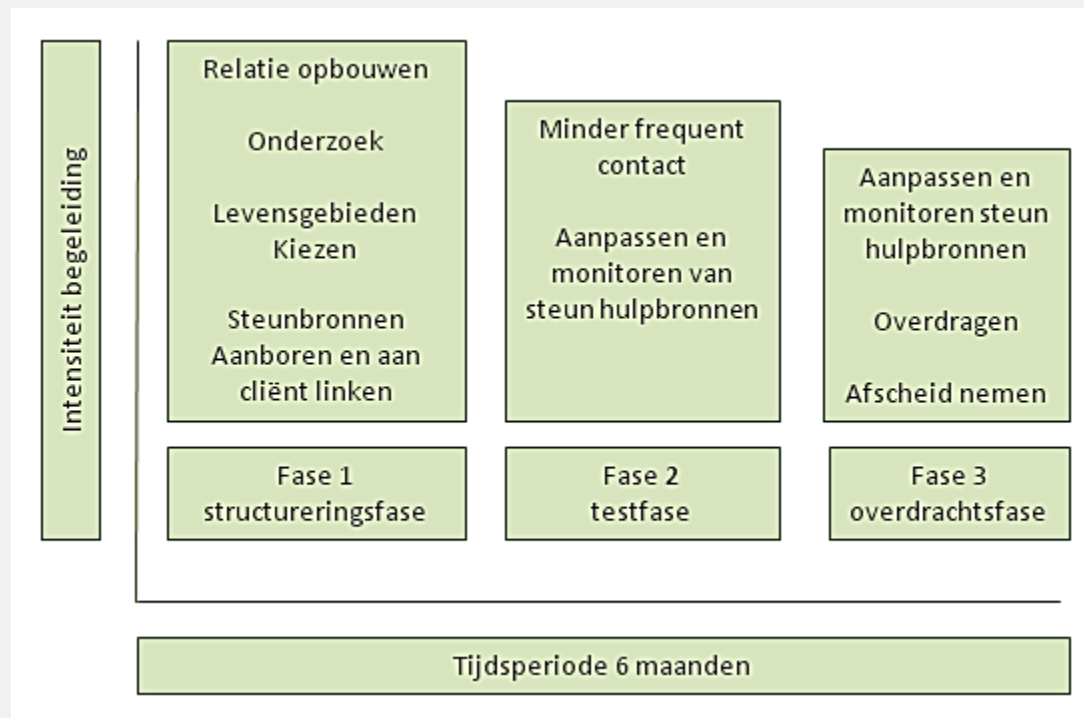 Intensiteit begeleiding
Relatie opbouwen
Onderzoek
Levensgebieden
Kiezen
Steunbronnen
Aanboren en aan
cliënt linken
Minder frequent
contact
Aanpassen en
monitoren van
steun hulpbronnen
Aanpassen en
monitoren steun
hulpbronnen
Overdragen
Afscheid nemen
Fase 1
structureringsfase
Fase 2
testfase
Fase 3
overdrachtsfase
Tijdsperiode 6 maanden